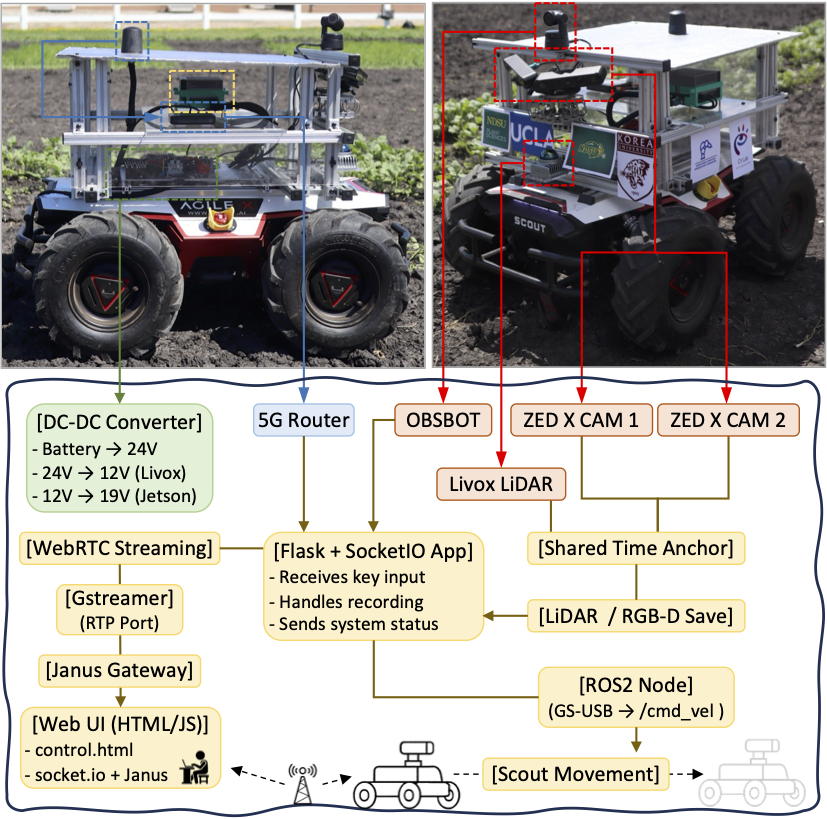 AGILE X
WWW.
.AI
NDSU
UCLA
KOREA
UNIVERSITY
SCOUT
[DC-DC Converter]
- Battery → 24V
- 24V → 12V (Livox)
- 12V → 19V (Jetson)
5G Router
OBSBOT
ZED X CAM 1
ZED X CAM 2
Livox LiDAR
[WebRTC Streaming]
[Flask + SocketIO App]
- Receives key input
- Handles recording
- Sends system status
[Shared Time Anchor]
[Gstreamer]
(RTP Port)
[LiDAR / RGB-D Save]
[Janus Gateway]
[ROS2 Node]
(GS-USB → /cmd_vel )
[Web UI (HTML/JS)]
- control.html
- socket.io + Janus
[Scout Movement]